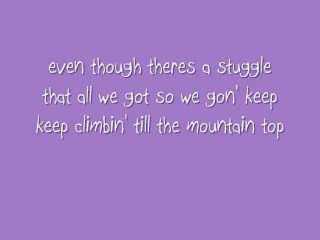 even though theres a stuggle
that all we got so we gon' keep
keep climbin' till the mountain top